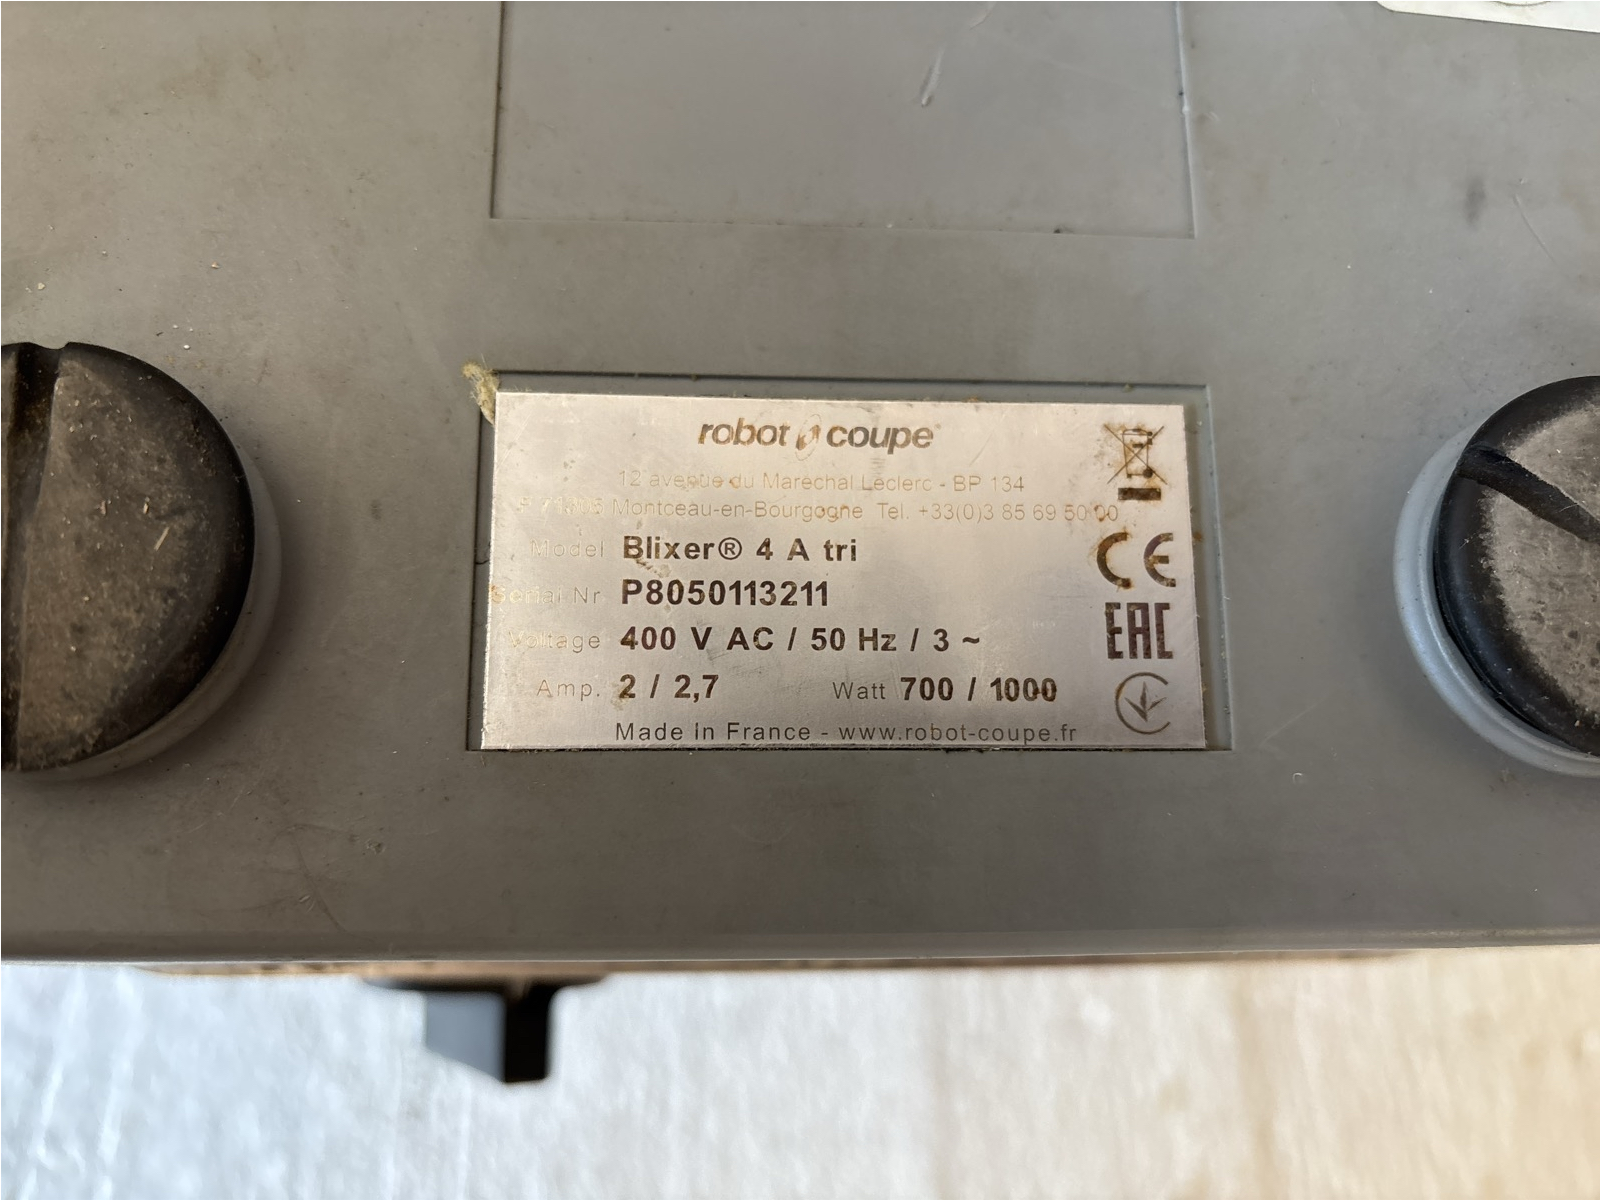 robot coupe
12 avenue du Maréchal Leclerc - BP 134
Montceau-en-Bourgogne Tel. +33(0)3 85 69 50 00
Model Blixer® 4 A tri
Serial Nr P8050113211
Voltage 400 V AC / 50 Hz / 3 ~
Amp. 2 / 2,7 Watt 700 / 1000
Made In France - www.robot-coupe.fr
CE
EAC